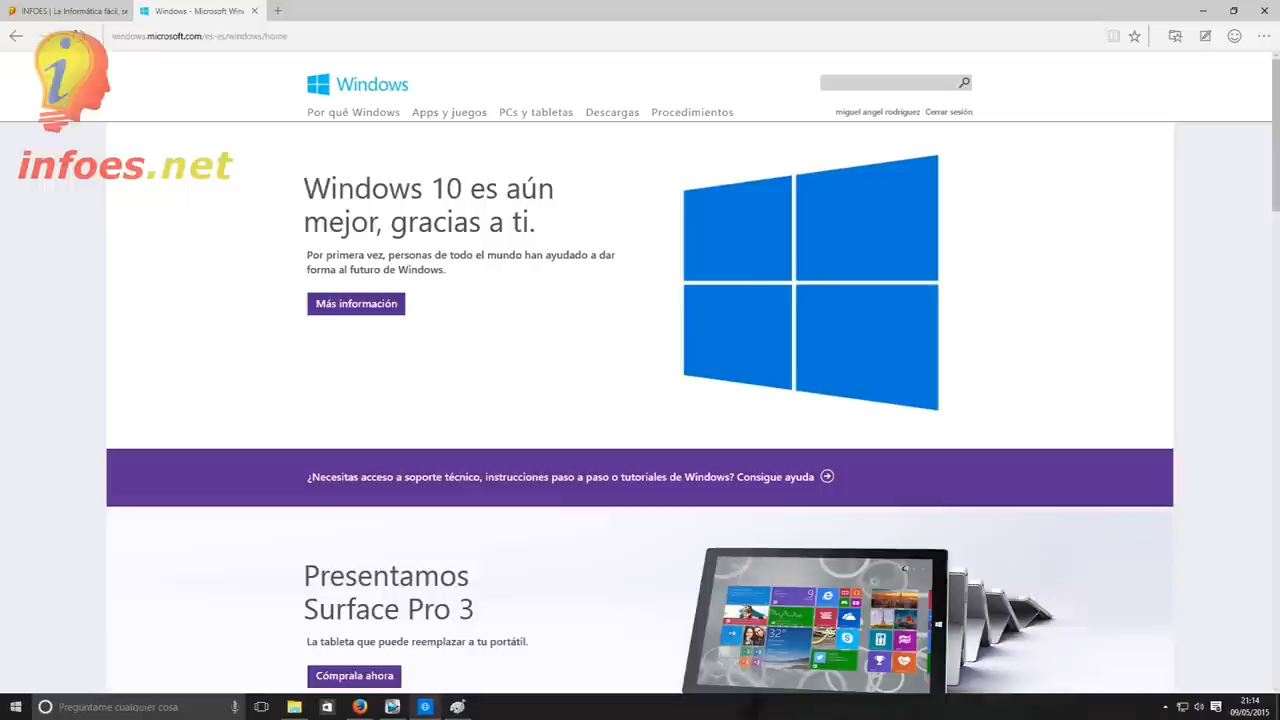 INFOES | La Informática fácil, se
Windows - Microsoft Win
windows.microsoft.com/es-es/windows/home
infoes.net
Windows
Por qué Windows Apps y juegos PCs y tabletas Descargas Procedimientos
miguel angel rodriguez Cerrar sesión
Windows 10 es aún
mejor, gracias a ti.
Por primera vez, personas de todo el mundo han ayudado a dar
forma al futuro de Windows.
Más información
¿Necesitas acceso a soporte técnico, instrucciones paso a paso o tutoriales de Windows? Consigue ayuda
Presentamos
Surface Pro 3
La tableta que puede reemplazar a tu portátil.
Cómprala ahora
32°
Pregúntame cualquier cosa
21:14
09/05/2015